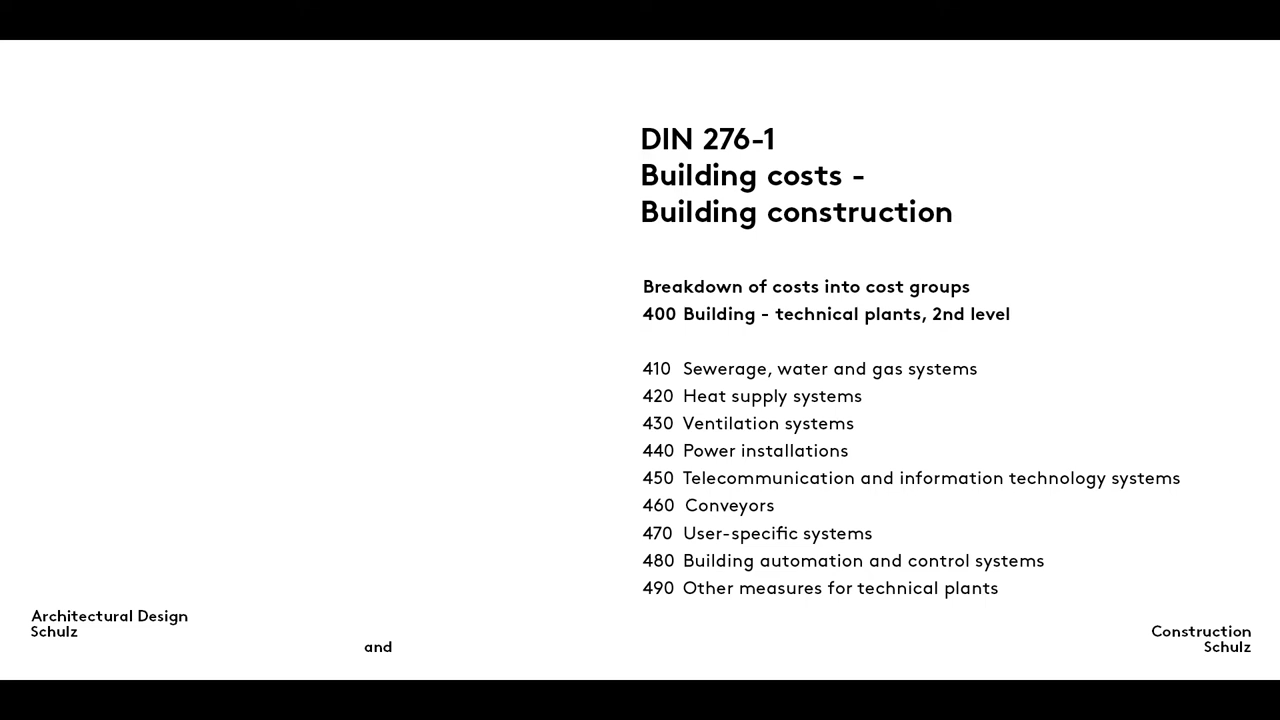 DIN 276-1
Building costs -
Building construction
Breakdown of costs into cost groups
400 Building - technical plants, 2nd level
410 Sewerage, water and gas systems
420 Heat supply systems
430 Ventilation systems
440 Power installations
450 Telecommunication and information technology systems
460 Conveyors
470 User-specific systems
480 Building automation and control systems
490 Other measures for technical plants
Architectural Design
Schulz
and
Construction
Schulz